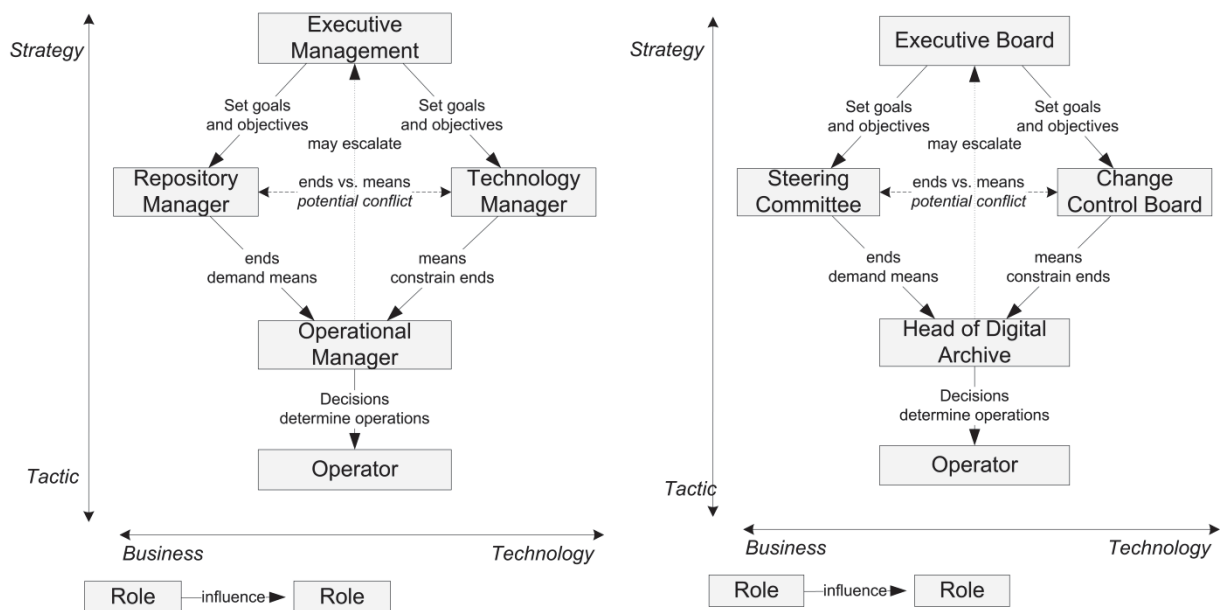 Executive
Management
Strategy
Set goals
and objectives
Set goals
and objectives
may escalate
Repository
Manager
ends vs. means
potential conflict
Technology
Manager
ends
demand means
means
constrain ends
Operational
Manager
Decisions
determine operations
Operator
Tactic
Business
Technology
Role
influence
Role
Executive Board
Strategy
Set goals
and objectives
Set goals
and objectives
may escalate
Steering
Committee
ends vs. means
potential conflict
Change
Control Board
ends
demand means
means
constrain ends
Head of Digital
Archive
Decisions
determine operations
Operator
Tactic
Business
Technology
Role
influence
Role